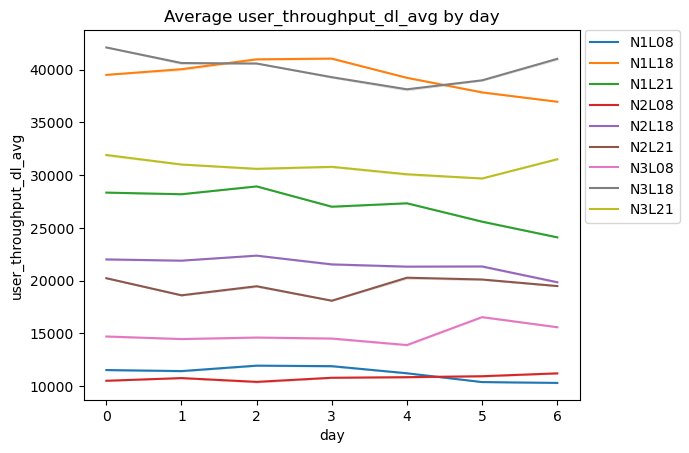 Average user_throughput_dl_avg by day
user_throughput_dl_avg
40000
35000
30000
25000
20000
15000
10000
0 1 2 3 4 5 6
day
N1L08
N1L18
N1L21
N2L08
N2L18
N2L21
N3L08
N3L18
N3L21